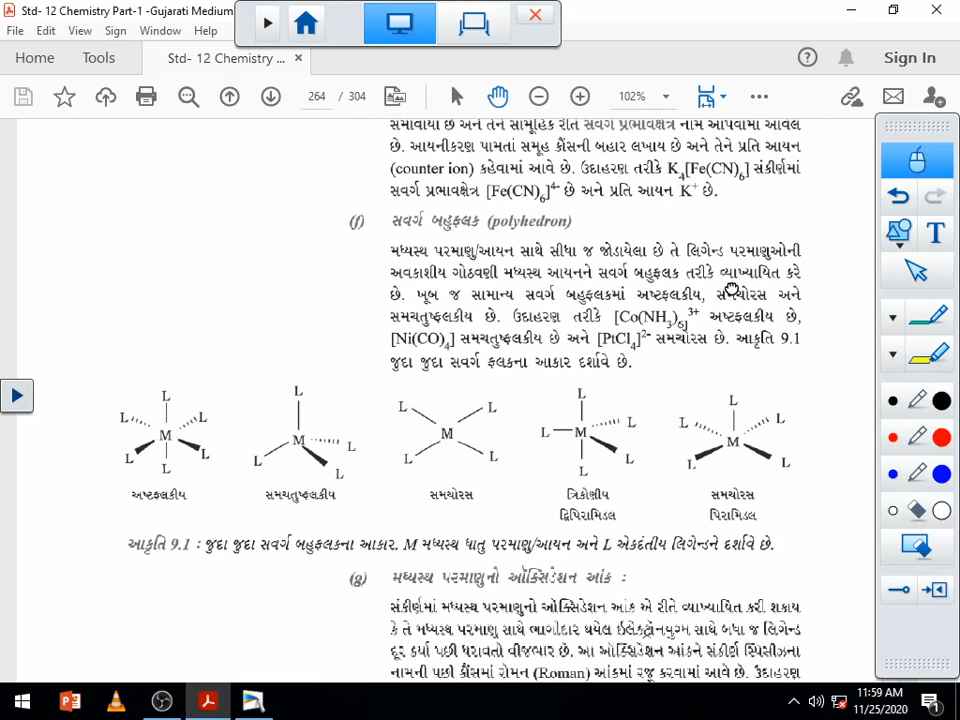 Std- 12 Chemistry Part-1 -Gujarati Medium
File Edit View Sign Window Help
Home Tools Std- 12 Chemistry ... × Sign In
264 / 304 102%
સમાવાયા છે અને તેને સામૂહિક રીતે સવર્ગ પ્રભાવક્ષેત્ર નામ આપવામાં આવેલ
છે. આયનીકરણ પામતાં સમૂહ કૌંસની બહાર લખાય છે અને તેને પ્રતિ આયન
(counter ion) કહેવામાં આવે છે. ઉદાહરણ તરીકે K₄[Fe(CN)₆] સંકીર્ણમાં
સવર્ગ પ્રભાવક્ષેત્ર [Fe(CN)₆]⁴⁻ છે અને પ્રતિ આયન K⁺ છે.
(f) સવર્ગ બહુફલક (polyhedron)
મધ્યસ્થ પરમાણુ/આયન સાથે સીધા જ જોડાયેલા છે તે લિગેન્ડ પરમાણુઓની
અવકાશીય ગોઠવણી મધ્યસ્થ આયનને સવર્ગ બહુફલક તરીકે વ્યાખ્યાયિત કરે
છે. ખૂબ જ સામાન્ય સવર્ગ બહુફલકમાં અષ્ટફલકીય, સમચોરસ અને
સમચતુષ્ફલકીય છે. ઉદાહરણ તરીકે [Co(NH₃)₆]³⁺ અષ્ટફલકીય છે,
[Ni(CO)₄] સમચતુષ્ફલકીય છે અને [PtCl₄]²⁻ સમચોરસ છે. આકૃતિ 9.1
જુદા જુદા સવર્ગ ફલકના આકાર દર્શાવે છે.
L L L L L L M
L L L L M
L L L L M
L L L L L M
L L L L L M
અષ્ટફલકીય સમચતુષ્ફલકીય સમચોરસ ત્રિકોણીય સમચોરસ
દ્વિપિરામિડલ પિરામિડલ
આકૃતિ 9.1 : જુદા જુદા સવર્ગ બહુફલકના આકાર. M મધ્યસ્થ ધાતુ પરમાણુ/આયન અને L એકદંતીય લિગેન્ડને દર્શાવે છે.
(g) મધ્યસ્થ પરમાણુનો ઑક્સિડેશન આંક :
સંકીર્ણમાં મધ્યસ્થ પરમાણુનો ઑક્સિડેશન આંક એ રીતે વ્યાખ્યાયિત કરી શકાય
કે તે મધ્યસ્થ પરમાણુ સાથે ભાગીદાર થયેલ ઇલેક્ટ્રૉનયુગ્મ સાથે બધા જ લિગેન્ડ
દૂર કર્યા પછી ધરાવતો વીજભાર છે. આ ઑક્સિડેશન આંકને સંકીર્ણ સ્પિસીઝના
નામની પછી કૌંસમાં રોમન (Roman) આંકમાં રજૂ કરવામાં આવે છે. ઉદાહરણ
T
11:59 AM
11/25/2020
1